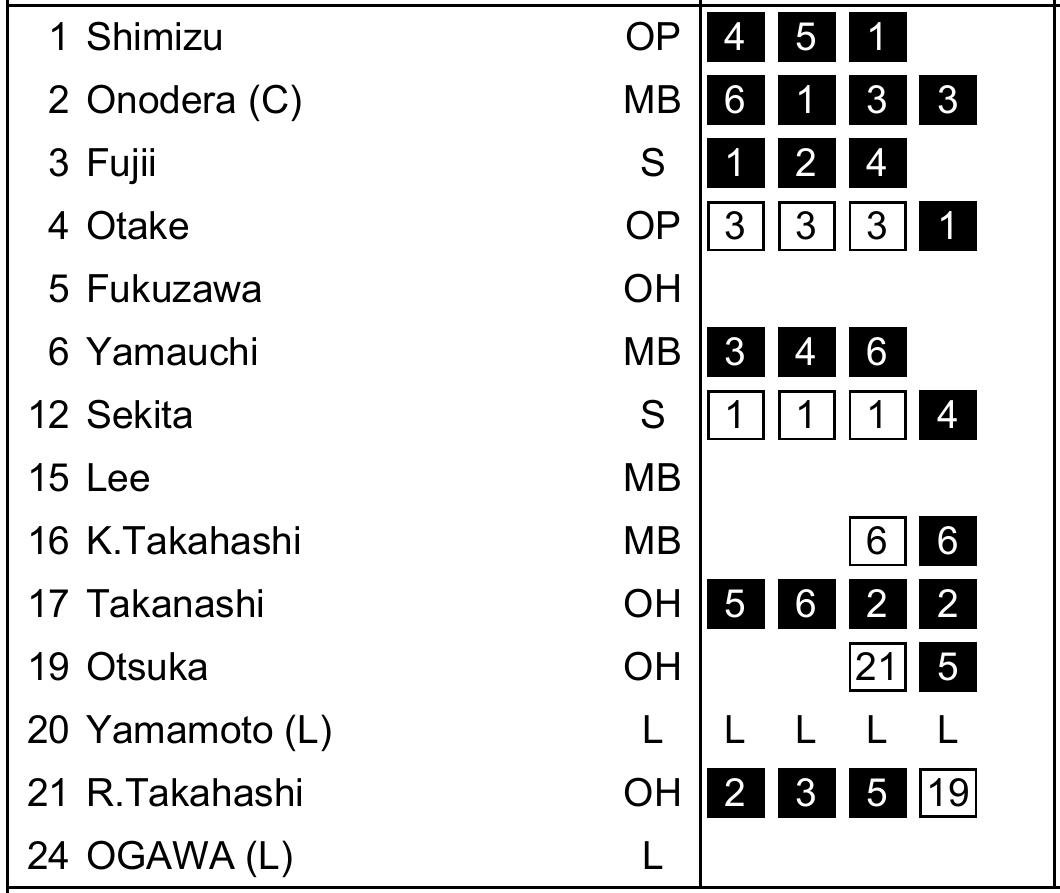 1 Shimizu OP 4 5 1
2 Onodera (C) MB 6 1 3 3
3 Fujii S 1 2 4
4 Otake OP 3 3 3 1
5 Fukuzawa OH
6 Yamauchi MB 3 4 6
12 Sekita S 1 1 1 4
15 Lee MB
16 K.Takahashi MB 6 6
17 Takanashi OH 5 6 2 2
19 Otsuka OH 21 5
20 Yamamoto (L) L L L L L
21 R.Takahashi OH 2 3 5 19
24 OGAWA (L) L